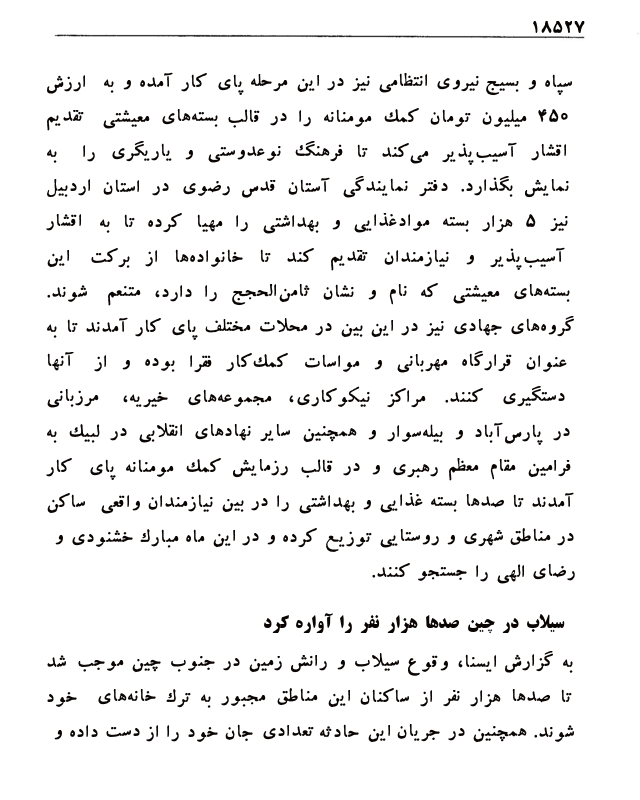 ۱۸۵۲۷
سپاه و بسیج نیروی انتظامی نیز در این مرحله پای کار آمده و به ارزش
۴۵۰ میلیون تومان کمك مومنانه را در قالب بسته‌های معیشتی تقدیم
اقشار آسیب‌پذیر می‌کند تا فرهنگ نوعدوستی و یاریگری را به
نمایش بگذارد. دفتر نمایندگی آستان قدس رضوی در استان اردبیل
نیز ۵ هزار بسته موادغذایی و بهداشتی را مهیا کرده تا به اقشار
آسیب‌پذیر و نیازمندان تقدیم کند تا خانواده‌ها از برکت این
بسته‌های معیشتی که نام و نشان ثامن‌الحجج را دارد، متنعم شوند.
گروه‌های جهادی نیز در این بین در محلات مختلف پای کار آمدند تا به
عنوان قرارگاه مهربانی و مواسات کمك‌کار فقرا بوده و از آنها
دستگیری کنند. مراکز نیکوکاری، مجموعه‌های خیریه، مرزبانی
در پارس‌آباد و بیله‌سوار و همچنین سایر نهادهای انقلابی در لبیك به
فرامین مقام معظم رهبری و در قالب رزمایش کمك مومنانه پای کار
آمدند تا صدها بسته غذایی و بهداشتی را در بین نیازمندان واقعی ساکن
در مناطق شهری و روستایی توزیع کرده و در این ماه مبارك خشنودی و
رضای الهی را جستجو کنند.
سیلاب در چین صدها هزار نفر را آواره کرد
به گزارش ایسنا، وقوع سیلاب و رانش زمین در جنوب چین موجب شد
تا صدها هزار نفر از ساکنان این مناطق مجبور به ترك خانه‌های خود
شوند. همچنین در جریان این حادثه تعدادی جان خود را از دست داده و